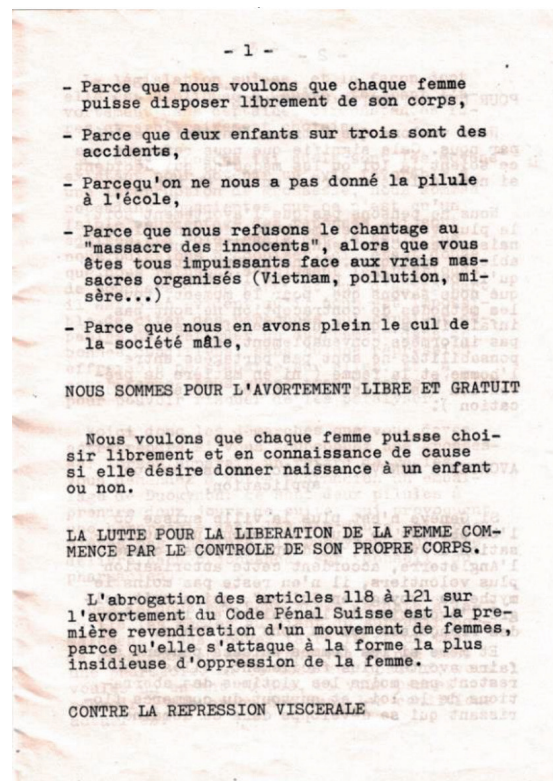 - 1 -
- Parce que nous voulons que chaque femme
puisse disposer librement de son corps,
- Parce que deux enfants sur trois sont des
accidents,
- Parcequ'on ne nous a pas donné la pilule
à l'école,
- Parce que nous refusons le chantage au
"massacre des innocents", alors que vous
êtes tous impuissants face aux vrais mas-
sacres organisés (Vietnam, pollution, mi-
sère...)
- Parce que nous en avons plein le cul de
la société mâle,
NOUS SOMMES POUR L'AVORTEMENT LIBRE ET GRATUIT
Nous voulons que chaque femme puisse choi-
sir librement et en connaissance de cause
si elle désire donner naissance à un enfant
ou non.
LA LUTTE POUR LA LIBERATION DE LA FEMME COM-
MENCE PAR LE CONTROLE DE SON PROPRE CORPS.
L'abrogation des articles 118 à 121 sur
l'avortement du Code Pénal Suisse est la pre-
mière revendication d'un mouvement de femmes,
parce qu'elle s'attaque à la forme la plus
insidieuse d'oppression de la femme.
CONTRE LA REPRESSION VISCERALE